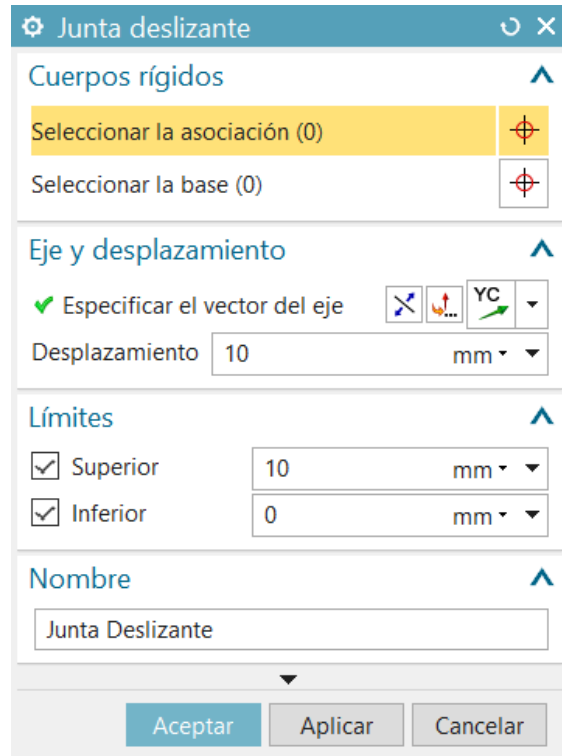 Junta deslizante
Cuerpos rígidos
Seleccionar la asociación (0)
Seleccionar la base (0)
Eje y desplazamiento
Especificar el vector del eje YC
Desplazamiento 10 mm
Límites
Superior 10 mm
Inferior 0 mm
Nombre
Junta Deslizante
Aceptar Aplicar Cancelar